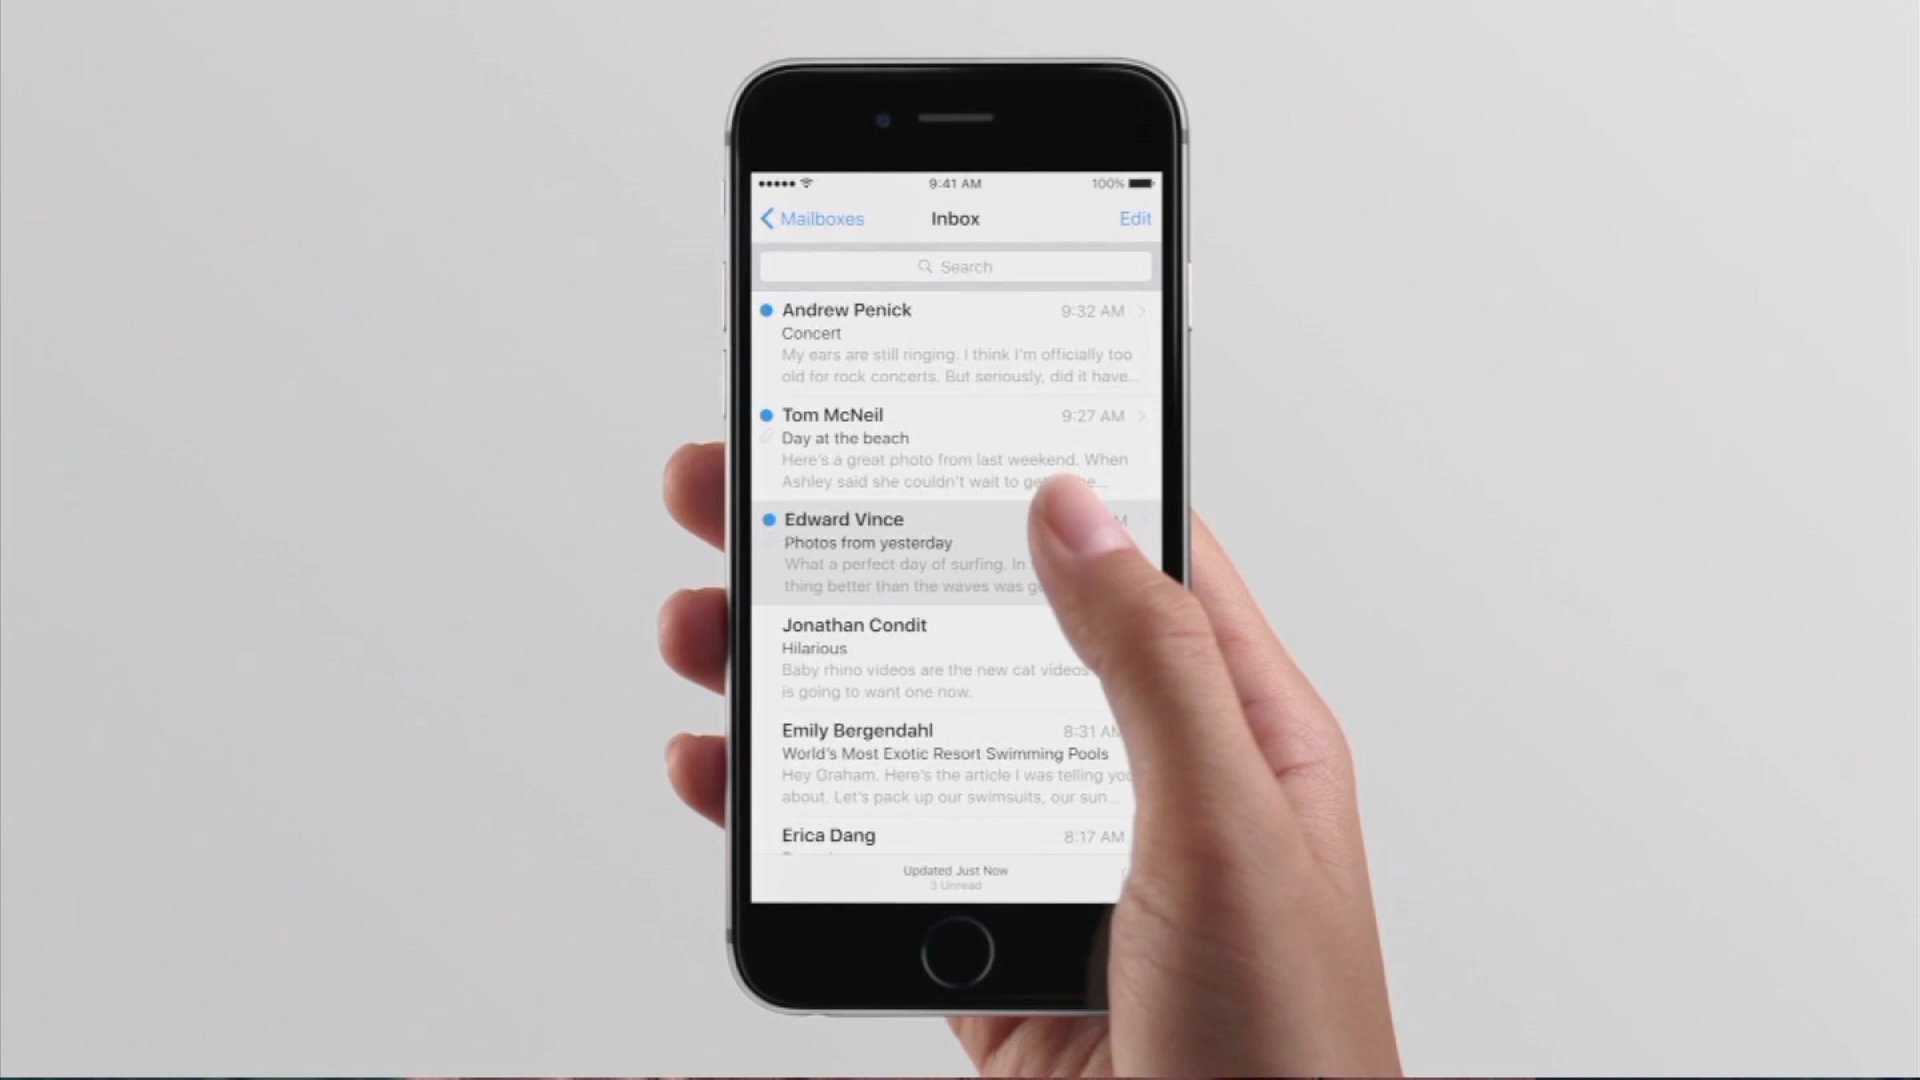 9:41 AM 100%
Mailboxes Inbox Edit
Search
Andrew Penick 9:32 AM
Concert
My ears are still ringing. I think I'm officially too
old for rock concerts. But seriously, did it have...
Tom McNeil 9:27 AM
Day at the beach
Here's a great photo from last weekend. When
Ashley said she couldn't wait to
Edward Vince
Photos from yesterday
What a perfect day of surfing. In
thing better than the waves was
Jonathan Condit
Hilarious
Baby rhino videos are the new cat videos
is going to want one now.
Emily Bergendahl 8:31 AM
World's Most Exotic Resort Swimming Pools
Hey Graham. Here's the article I was telling you
about. Let's pack up our swimsuits, our sun...
Erica Dang 8:17 AM
Updated Just Now
3 Unread